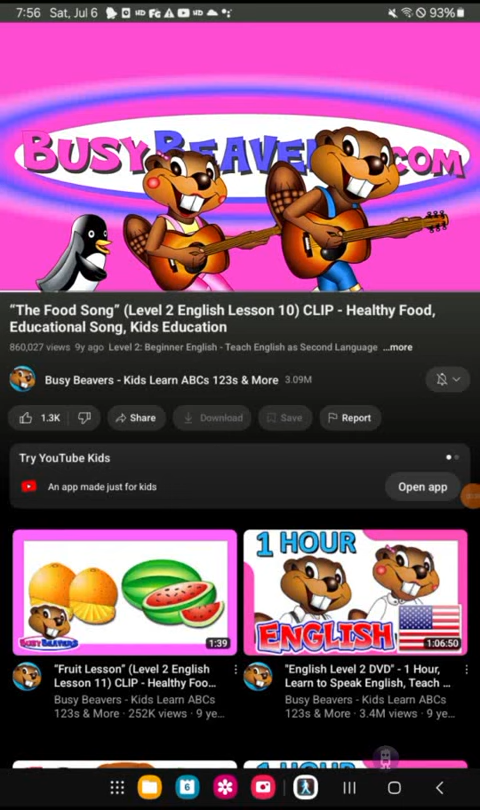 7:56 Sat, Jul 6 93%
BUSYBEAVE .COM
“The Food Song” (Level 2 English Lesson 10) CLIP - Healthy Food,
Educational Song, Kids Education
860,027 views 9y ago Level 2: Beginner English - Teach English as Second Language ...more
Busy Beavers - Kids Learn ABCs 123s & More 3.09M
1.3K Share Download Save Report
Try YouTube Kids
An app made just for kids
Open app
BUSY BEAVERS
1:39
1 HOUR
ENGLISH
1:06:50
“Fruit Lesson” (Level 2 English
Lesson 11) CLIP - Healthy Foo...
Busy Beavers - Kids Learn ABCs
123s & More · 252K views · 9 ye...
"English Level 2 DVD" - 1 Hour,
Learn to Speak English, Teach ...
Busy Beavers - Kids Learn ABCs
123s & More · 3.4M views · 9 ye...
6